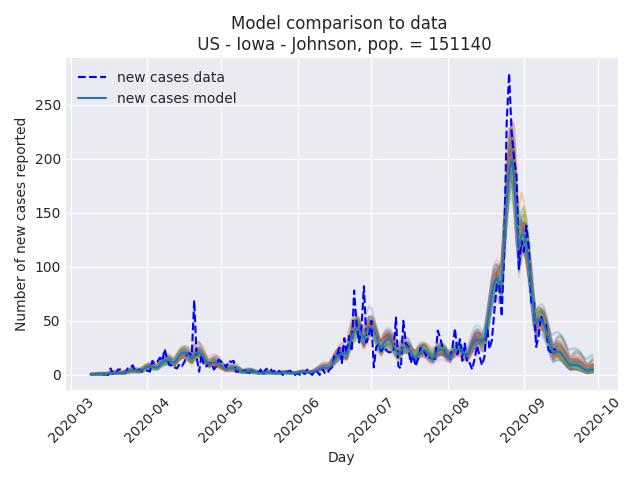 Model comparison to data
US - Iowa - Johnson, pop. = 151140
new cases data
new cases model
Number of new cases reported
250
200
150
100
50
0
2020-03
2020-04
2020-05
2020-06
2020-07
2020-08
2020-09
2020-10
Day